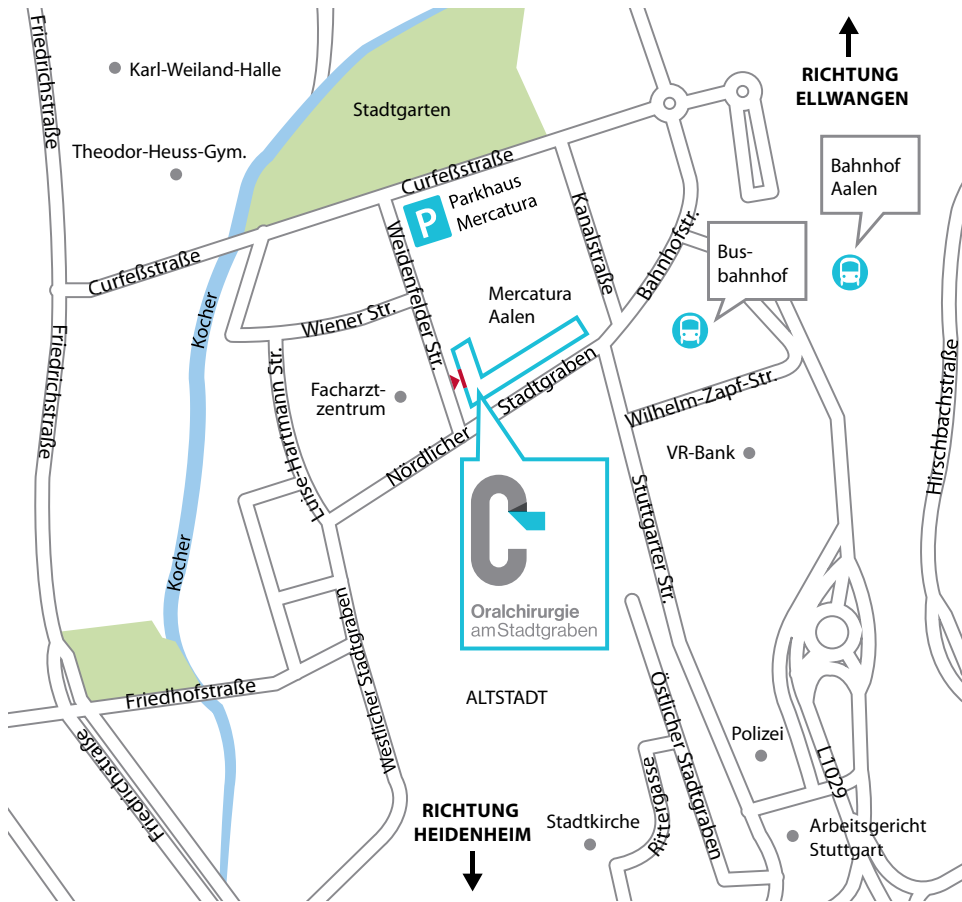 Friedrichstraße
Karl-Weiland-Halle
Theodor-Heuss-Gym.
Stadtgarten
RICHTUNG
ELLWANGEN
Bahnhof
Aalen
Curfeßstraße
P
Parkhaus
Mercatura
Kanalstraße
Bahnhofstr.
Bus-
bahnhof
Curfeßstraße
Kocher
Weidenfelder Str.
Wiener Str.
Mercatura
Aalen
Friedrichstraße
Luise-Hartmann Str.
Facharzt-
zentrum
Nördlicher
Stadtgraben
Wilhelm-Zapf-Str.
Hirschbachstraße
VR-Bank
Stuttgarter Str.
Kocher
Oralchirurgie
amStadtgraben
Westlicher Stadtgraben
Friedhofstraße
ALTSTADT
Östlicher Stadtgraben
Polizei
L1029
Friedrichstraße
Rittergasse
RICHTUNG
HEIDENHEIM
Stadtkirche
Arbeitsgericht
Stuttgart